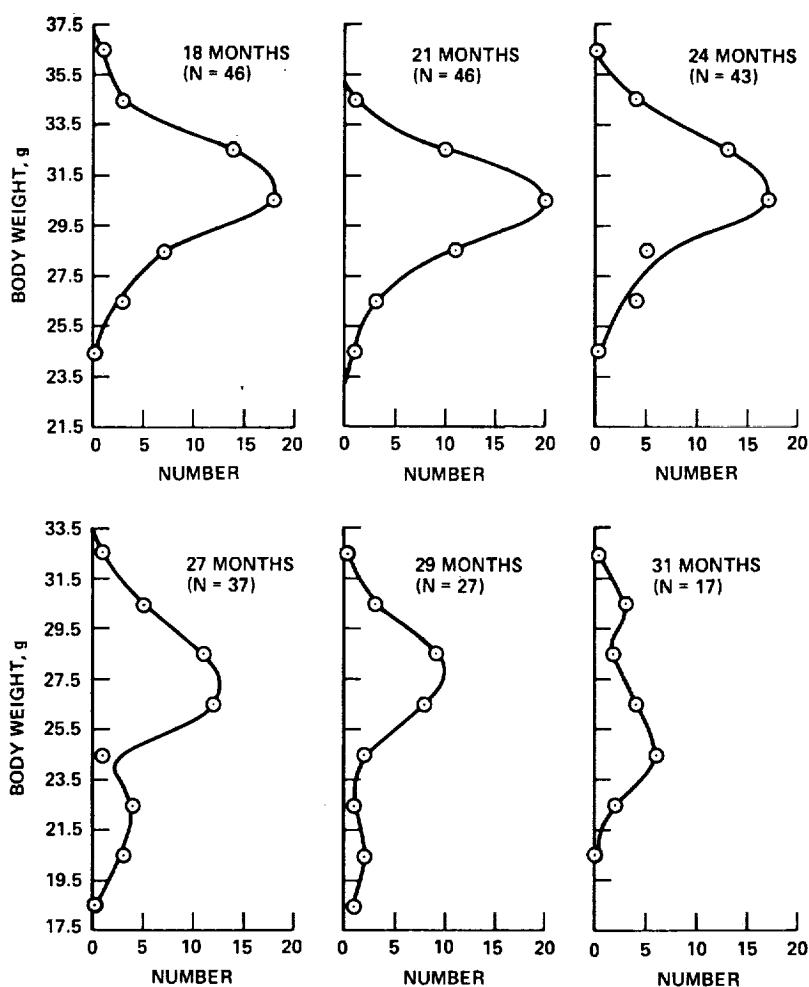 37.5
35.5
33.5
31.5
29.5
27.5
25.5
23.5
21.5
BODY WEIGHT, g
18 MONTHS
(N = 46)
0 5 10 15 20
NUMBER
21 MONTHS
(N = 46)
0 5 10 15 20
NUMBER
24 MONTHS
(N = 43)
0 5 10 15 20
NUMBER
33.5
31.5
29.5
27.5
25.5
23.5
21.5
19.5
17.5
BODY WEIGHT, g
27 MONTHS
(N = 37)
0 5 10 15 20
NUMBER
29 MONTHS
(N = 27)
0 5 10 15 20
NUMBER
31 MONTHS
(N = 17)
0 5 10 15 20
NUMBER